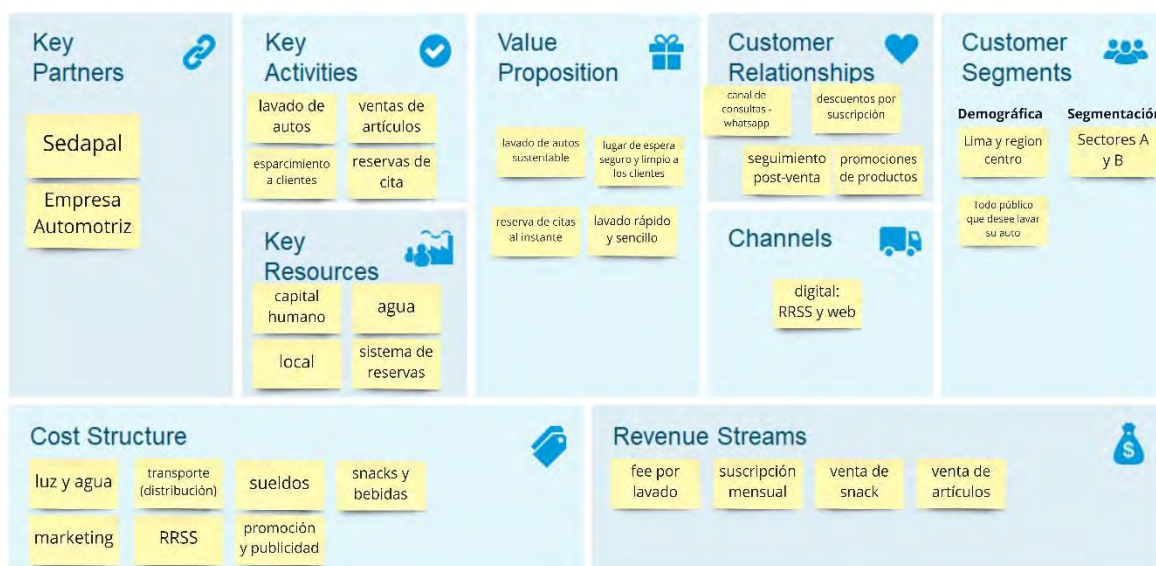 Key
Partners
Sedapal
Empresa
Automotriz
Key
Activities
lavado de
autos
ventas de
artículos
esparcimiento
a clientes
reservas de
cita
Key
Resources
capital
humano
agua
local
sistema de
reservas
Value
Proposition
lavado de autos
sustentable
lugar de espera
seguro y limpio a
los clientes
reserva de citas
al instante
lavado rápido
y sencillo
Customer
Relationships
canal de
consultas -
whatsapp
descuentos por
suscripción
seguimiento
post-venta
promociones
de productos
Channels
digital:
RRSS y web
Customer
Segments
Demográfica
Segmentación
Lima y region
centro
Sectores A
y B
Todo público
que desee lavar
su auto
Cost Structure
luz y agua
transporte
(distribución)
sueldos
snacks y
bebidas
marketing
RRSS
promoción
y publicidad
Revenue Streams
$
fee por
lavado
suscripción
mensual
venta de
snack
venta de
artículos